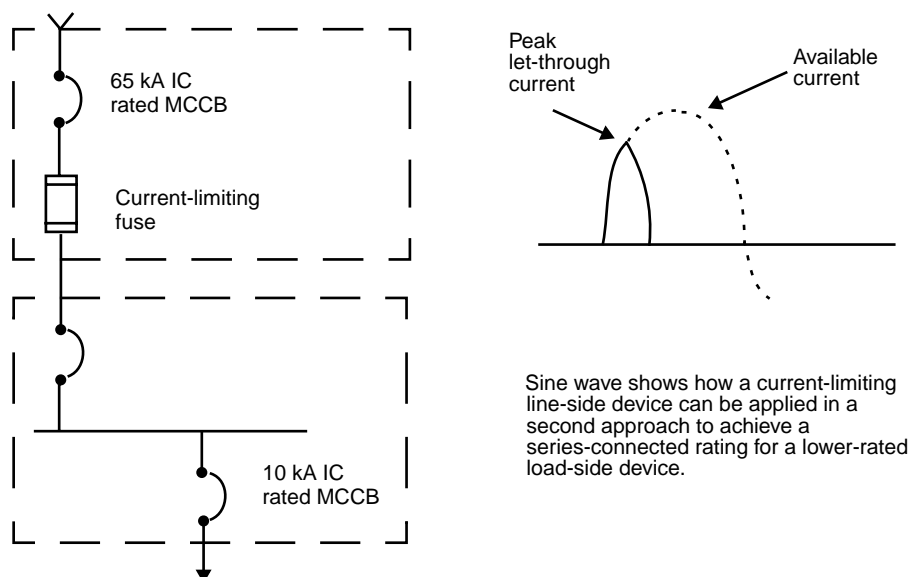 65 kA IC
rated MCCB
Current-limiting
fuse
10 kA IC
rated MCCB
Peak
let-through
current
Available
current
Sine wave shows how a current-limiting
line-side device can be applied in a
second approach to achieve a
series-connected rating for a lower-rated
load-side device.